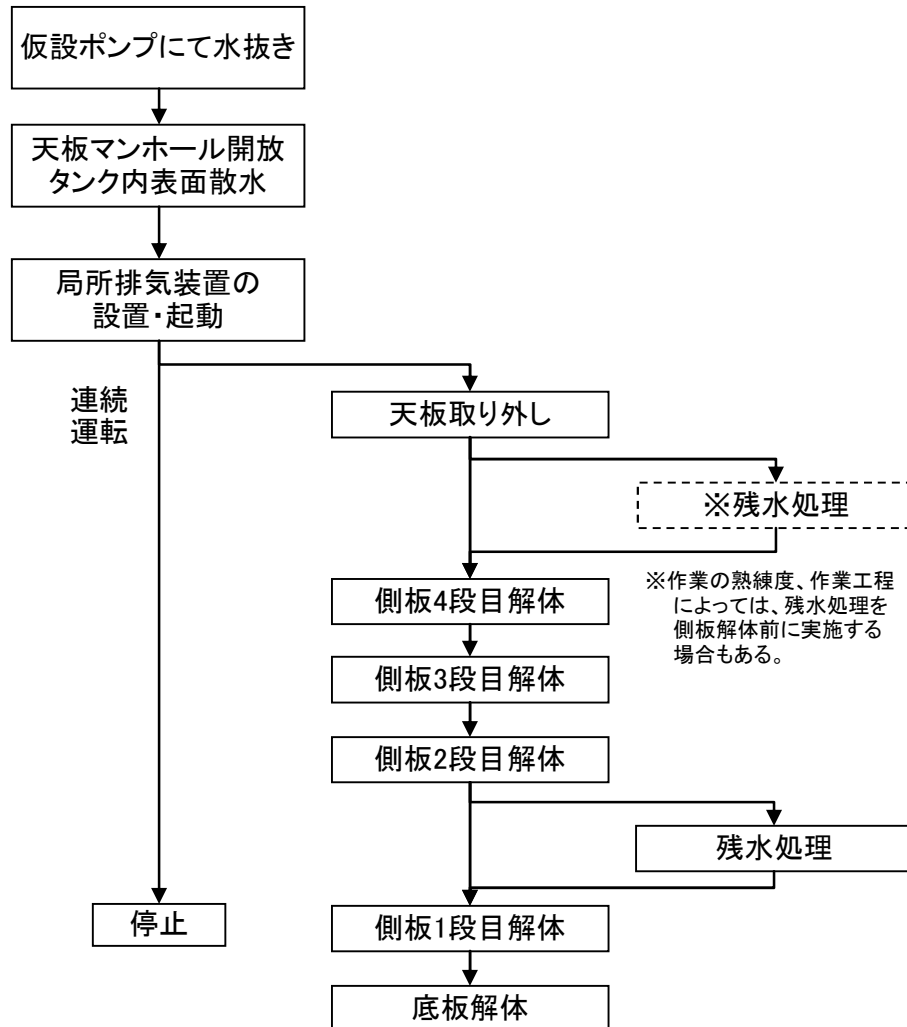 仮設ポンプにて水抜き
天板マンホール開放
タンク内表面散水
局所排気装置の
設置・起動
連続
運転
天板取り外し
※残水処理
※作業の熟練度、作業工程
によっては、残水処理を
側板解体前に実施する
場合もある。
側板4段目解体
側板3段目解体
側板2段目解体
残水処理
停止
側板1段目解体
底板解体